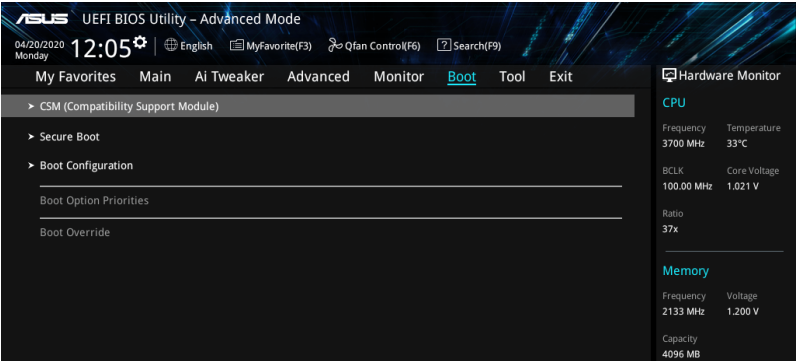 ASUS UEFI BIOS Utility – Advanced Mode
04/20/2020 Monday 12:05 English MyFavorite(F3) Qfan Control(F6) ? Search(F9)
My Favorites Main Ai Tweaker Advanced Monitor Boot Tool Exit
> CSM (Compatibility Support Module)
> Secure Boot
> Boot Configuration
Boot Option Priorities
Boot Override
Hardware Monitor
CPU
Frequency Temperature
3700 MHz 33°C
BCLK Core Voltage
100.00 MHz 1.021 V
Ratio
37x
Memory
Frequency Voltage
2133 MHz 1.200 V
Capacity
4096 MB